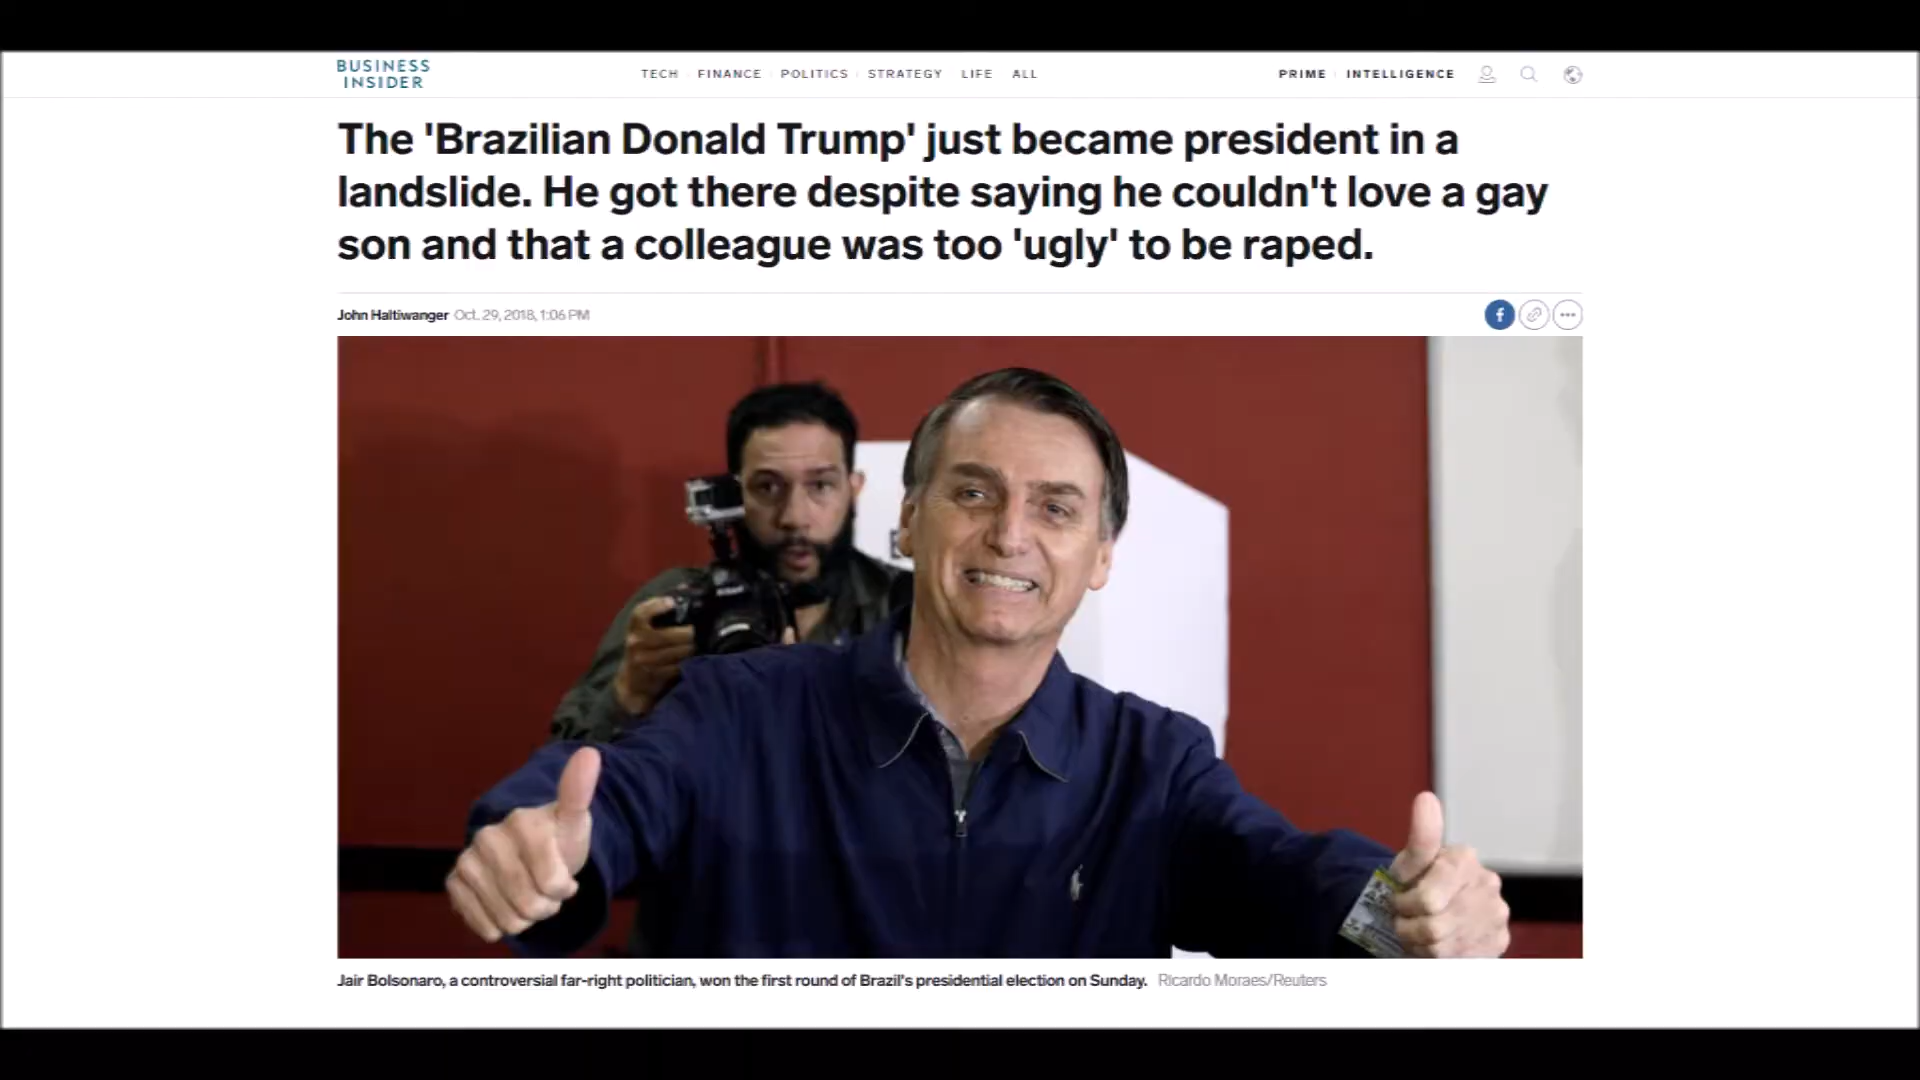 BUSINESS
INSIDER
TECH FINANCE POLITICS STRATEGY LIFE ALL
PRIME INTELLIGENCE
The 'Brazilian Donald Trump' just became president in a
landslide. He got there despite saying he couldn't love a gay
son and that a colleague was too 'ugly' to be raped.
John Haltiwanger Oct. 29, 2018, 1:06 PM
Jair Bolsonaro, a controversial far-right politician, won the first round of Brazil's presidential election on Sunday. Ricardo Moraes/Reuters